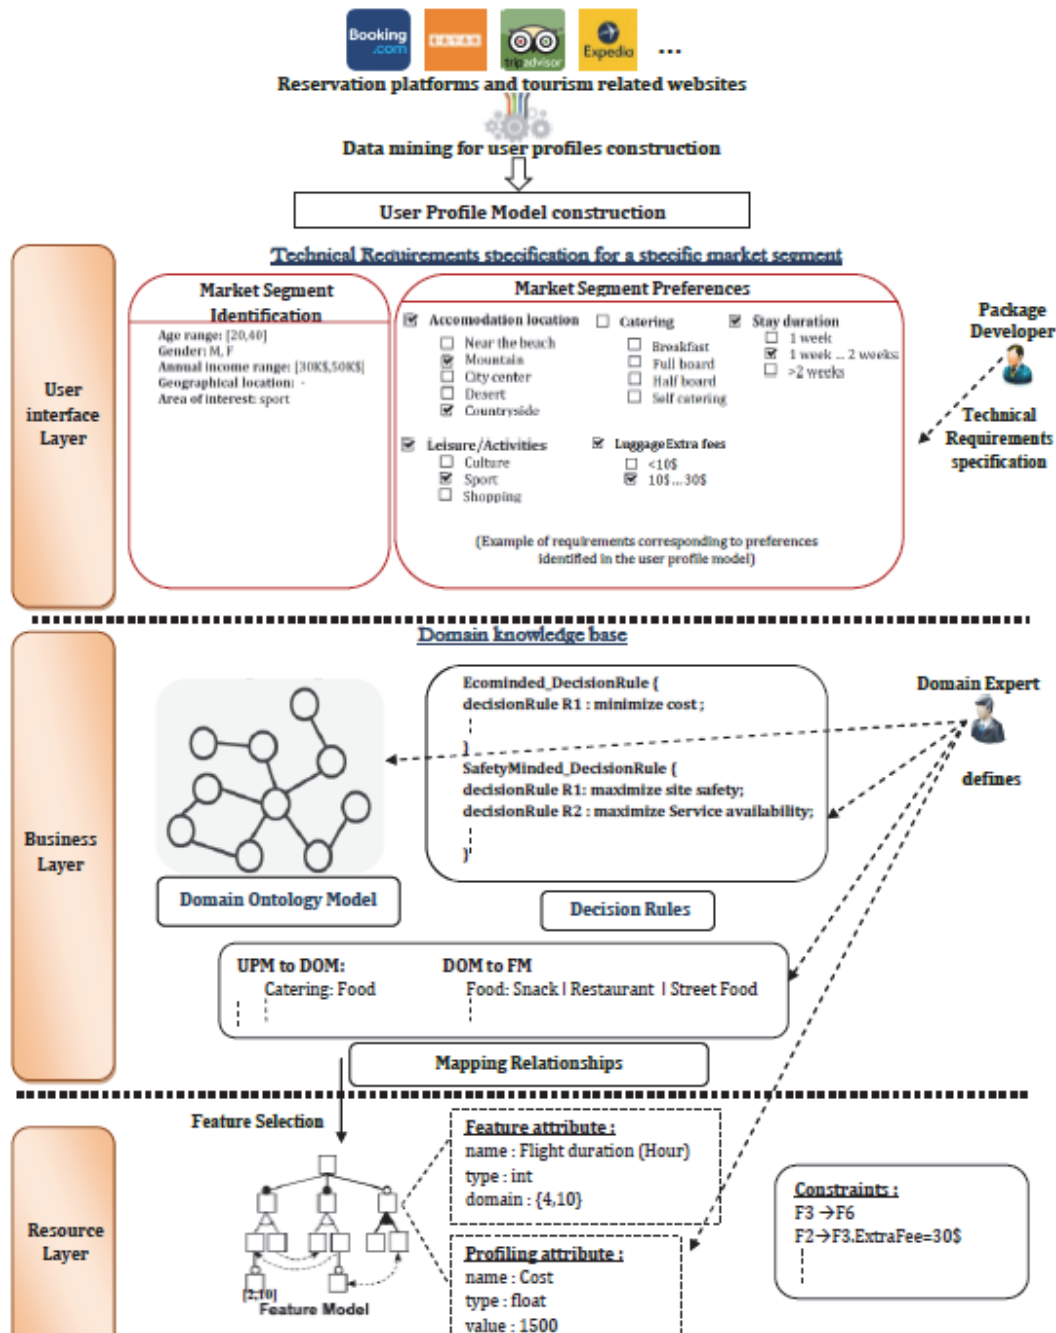 Booking
.com
KAYAK
tripadvisor
Expedia
...
Reservation platforms and tourism related websites
Data mining for user profiles construction
User Profile Model construction
Technical Requirements specification for a specific market segment
User
interface
Layer
Market Segment
Identification
Age range: [20,40]
Gender: M, F
Annual income range: [30K$,50K$]
Geographical location: -
Area of interest: sport
Market Segment Preferences
Accomodation location
Near the beach
Mountain
City center
Desert
Countryside
Catering
Breakfast
Full board
Half board
Self catering
Stay duration
1 week
1 week ... 2 weeks
>2 weeks
Leisure/Activities
Culture
Sport
Shopping
LuggageExtra fees
<10$
10$...30$
(Example of requirements corresponding to preferences
identified in the user profile model)
Package
Developer
Technical
Requirements
specification
Domain knowledge base
Business
Layer
Domain Ontology Model
Ecominded_DecisionRule {
decisionRule R1 : minimize cost ;
}
SafetyMinded_DecisionRule {
decisionRule R1: maximize site safety;
decisionRule R2 : maximize Service availability;
}
Decision Rules
Domain Expert
defines
UPM to DOM:
Catering: Food
DOM to FM
Food: Snack | Restaurant | Street Food
Mapping Relationships
Resource
Layer
Feature Selection
[2,10]
Feature Model
Feature attribute :
name : Flight duration (Hour)
type : int
domain : {4,10}
Profiling attribute :
name : Cost
type : float
value : 1500
Constraints :
F3 →F6
F2→F3.ExtraFee=30$